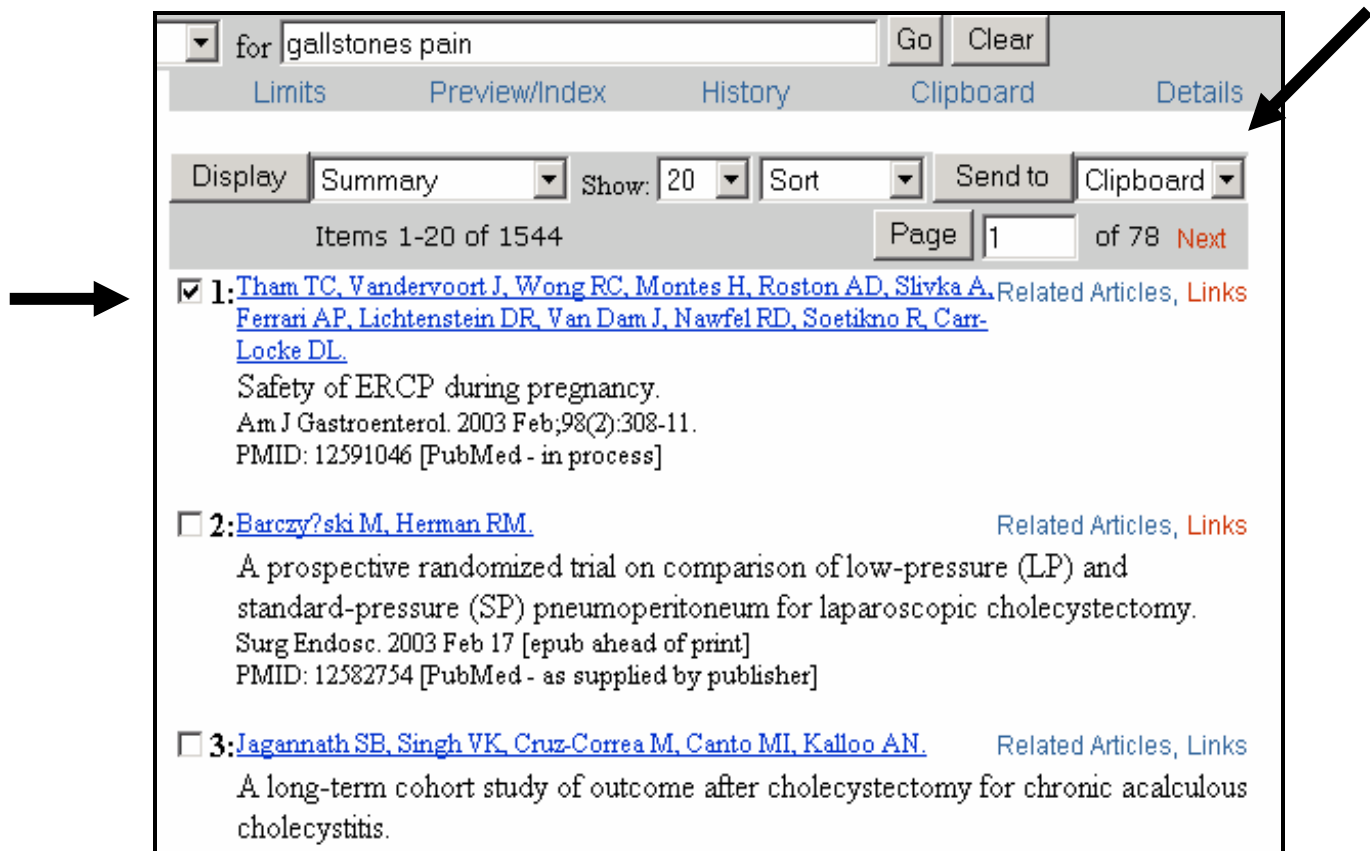 for gallstones pain Go Clear
Limits Preview/Index History Clipboard Details
Display Summary Show: 20 Sort Send to Clipboard
Items 1-20 of 1544 Page 1 of 78 Next
1: Tham TC, Vandervoort J, Wong RC, Montes H, Roston AD, Slivka A, Related Articles, Links
Ferrari AP, Lichtenstein DR, Van Dam J, Nawfel RD, Soetikno R, Carr-
Locke DL.
Safety of ERCP during pregnancy.
Am J Gastroenterol. 2003 Feb;98(2):308-11.
PMID: 12591046 [PubMed - in process]
2: Barczy?ski M, Herman RM. Related Articles, Links
A prospective randomized trial on comparison of low-pressure (LP) and
standard-pressure (SP) pneumoperitoneum for laparoscopic cholecystectomy.
Surg Endosc. 2003 Feb 17 [epub ahead of print]
PMID: 12582754 [PubMed - as supplied by publisher]
3: Jagannath SB, Singh VK, Cruz-Correa M, Canto MI, Kalloo AN. Related Articles, Links
A long-term cohort study of outcome after cholecystectomy for chronic acalculous
cholecystitis.